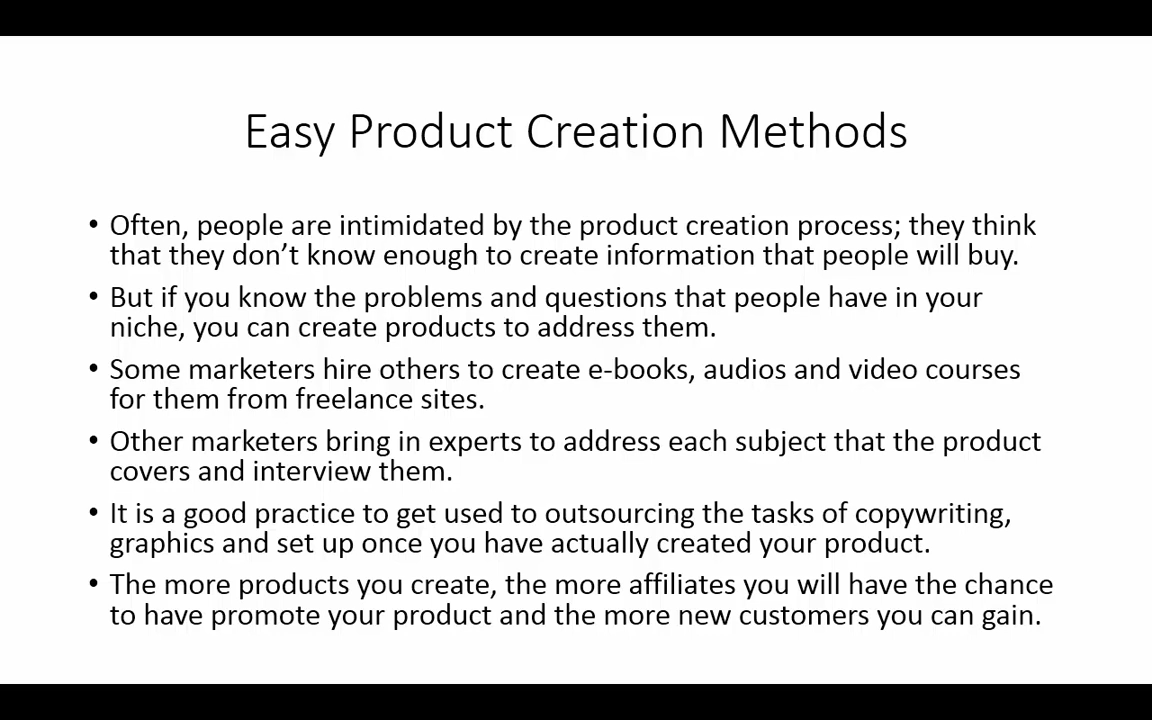 Easy Product Creation Methods
• Often, people are intimidated by the product creation process; they think
that they don’t know enough to create information that people will buy.
• But if you know the problems and questions that people have in your
niche, you can create products to address them.
• Some marketers hire others to create e-books, audios and video courses
for them from freelance sites.
• Other marketers bring in experts to address each subject that the product
covers and interview them.
• It is a good practice to get used to outsourcing the tasks of copywriting,
graphics and set up once you have actually created your product.
• The more products you create, the more affiliates you will have the chance
to have promote your product and the more new customers you can gain.